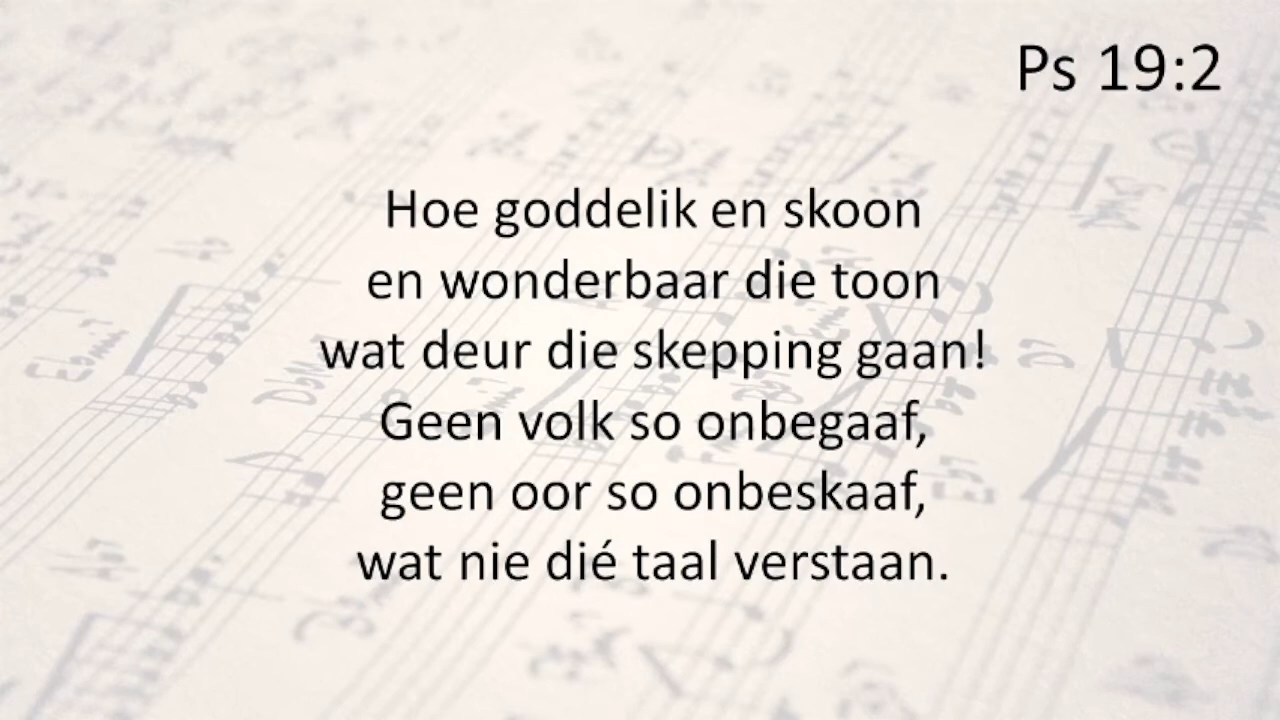 Ps 19:2
Hoe goddelik en skoon
en wonderbaar die toon
wat deur die skepping gaan!
Geen volk so onbegaaf,
geen oor so onbeskaaf,
wat nie dié taal verstaan.